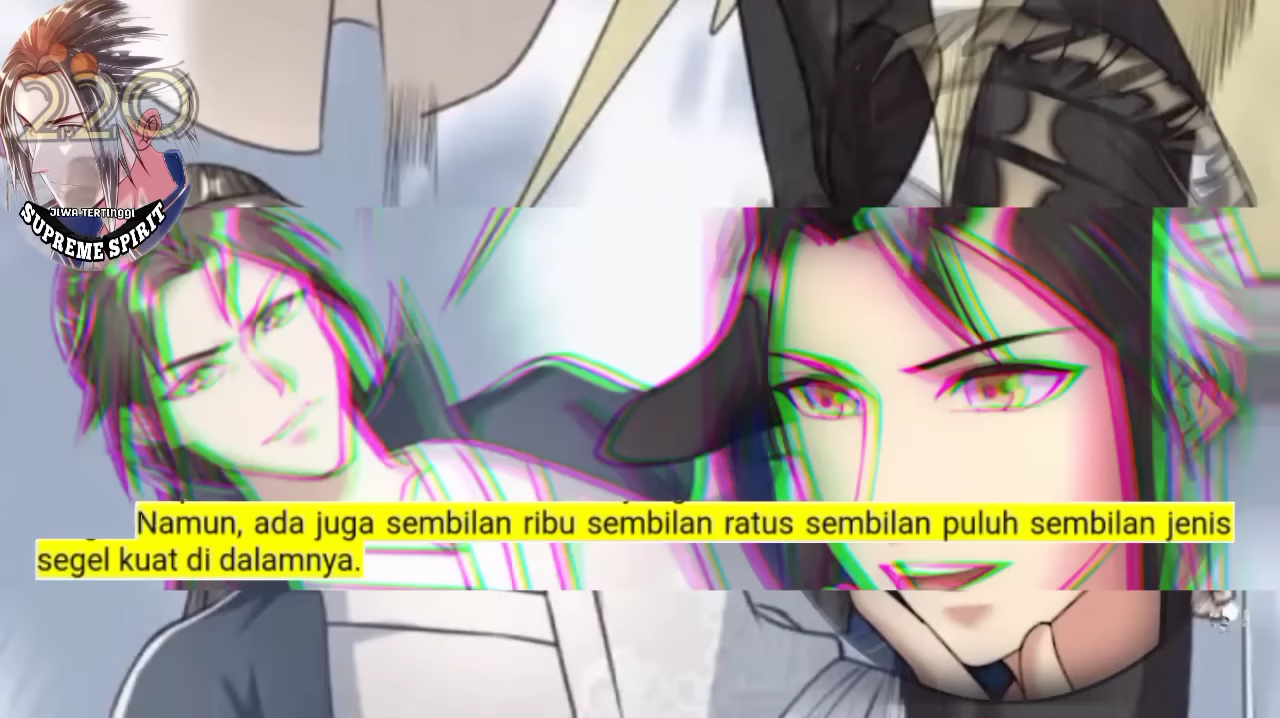 220
JIWA TERTINGGI
SUPREME SPIRIT
Namun, ada juga sembilan ribu sembilan ratus sembilan puluh sembilan jenis
segel kuat di dalamnya.